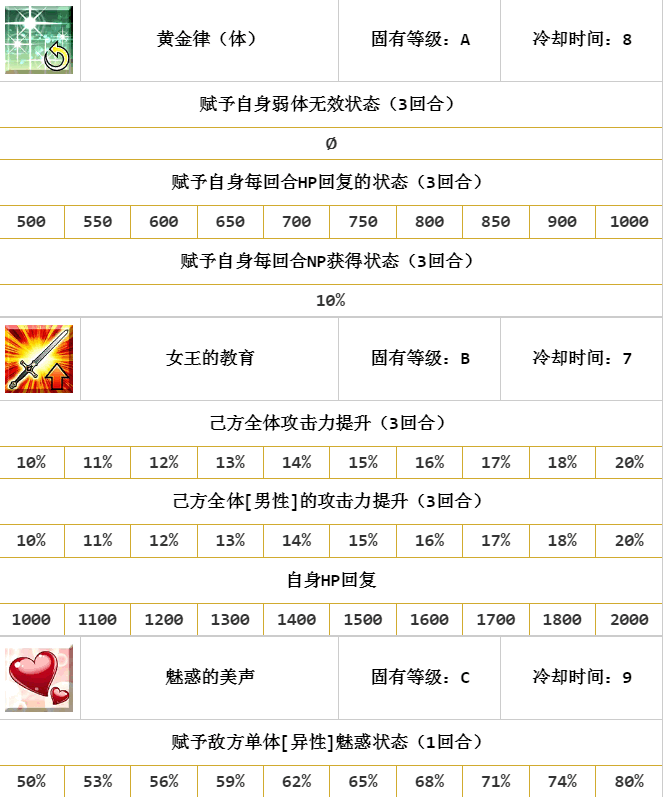 黄金律（体） 固有等级：A 冷却时间：8
赋予自身弱体无效状态（3回合）
Ø
赋予自身每回合HP回复的状态（3回合）
500 550 600 650 700 750 800 850 900 1000
赋予自身每回合NP获得状态（3回合）
10%
女王的教育 固有等级：B 冷却时间：7
己方全体攻击力提升（3回合）
10% 11% 12% 13% 14% 15% 16% 17% 18% 20%
己方全体[男性]的攻击力提升（3回合）
10% 11% 12% 13% 14% 15% 16% 17% 18% 20%
自身HP回复
1000 1100 1200 1300 1400 1500 1600 1700 1800 2000
魅惑的美声 固有等级：C 冷却时间：9
赋予敌方单体[异性]魅惑状态（1回合）
50% 53% 56% 59% 62% 65% 68% 71% 74% 80%